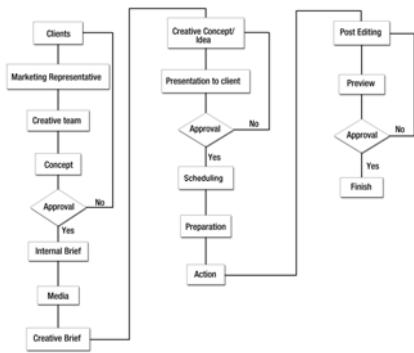 Clients
Marketing Representative
Creative team
Concept
Approval
No
Yes
Internal Brief
Media
Creative Brief
Creative Concept/
Idea
Presentation to client
Approval
No
Yes
Scheduling
Preparation
Action
Post Editing
Preview
Approval
No
Yes
Finish